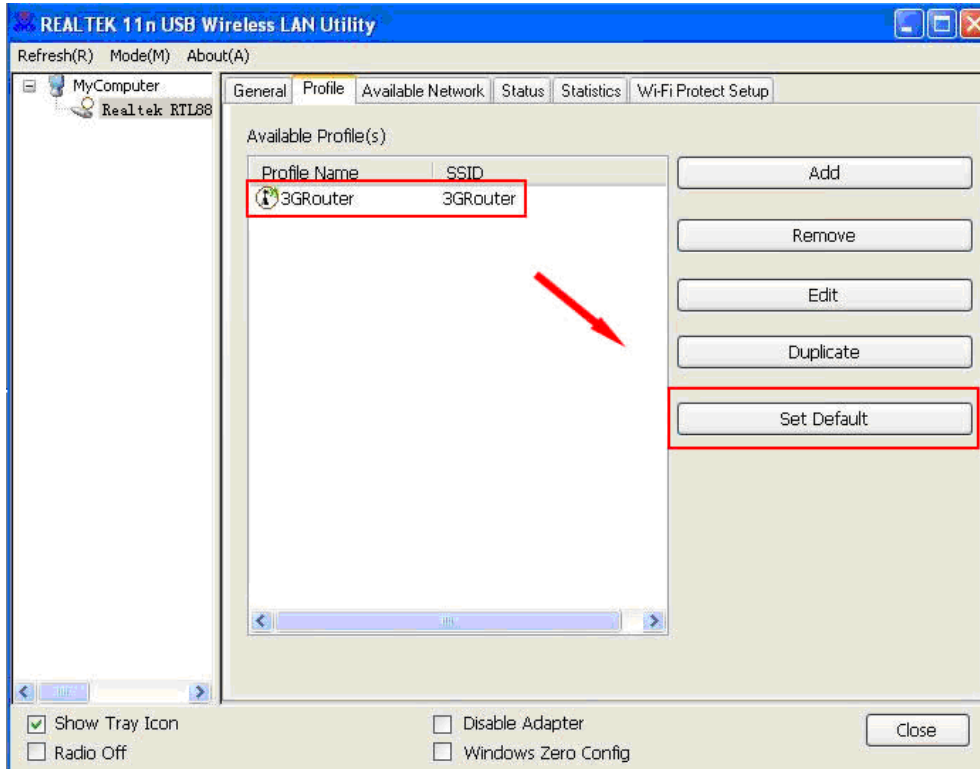 REALTEK 11n USB Wireless LAN Utility
Refresh(R) Mode(M) About(A)
MyComputer
Realtek RTL88
General Profile Available Network Status Statistics Wi-Fi Protect Setup
Available Profile(s)
Profile Name SSID
3GRouter 3GRouter
Add
Remove
Edit
Duplicate
Set Default
Show Tray Icon
Radio Off
Disable Adapter
Windows Zero Config
Close